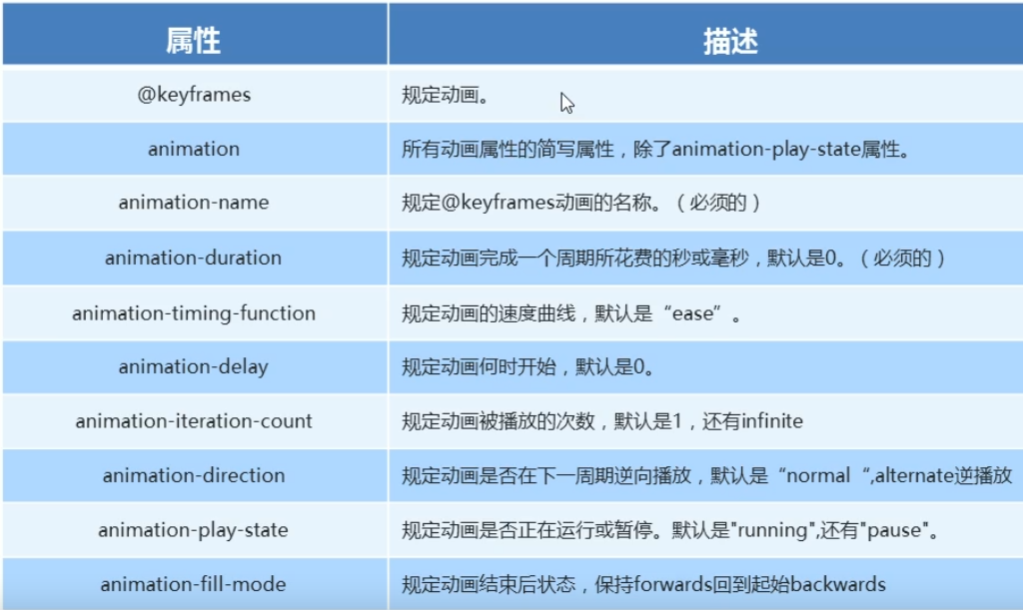 属性 描述
@keyframes 规定动画。
animation 所有动画属性的简写属性，除了animation-play-state属性。
animation-name 规定@keyframes动画的名称。（必须的）
animation-duration 规定动画完成一个周期所花费的秒或毫秒，默认是0。（必须的）
animation-timing-function 规定动画的速度曲线，默认是“ease”。
animation-delay 规定动画何时开始，默认是0。
animation-iteration-count 规定动画被播放的次数，默认是1，还有infinite
animation-direction 规定动画是否在下一周期逆向播放，默认是“normal“,alternate逆播放
animation-play-state 规定动画是否正在运行或暂停。默认是"running",还有"pause"。
animation-fill-mode 规定动画结束后状态，保持forwards回到起始backwards